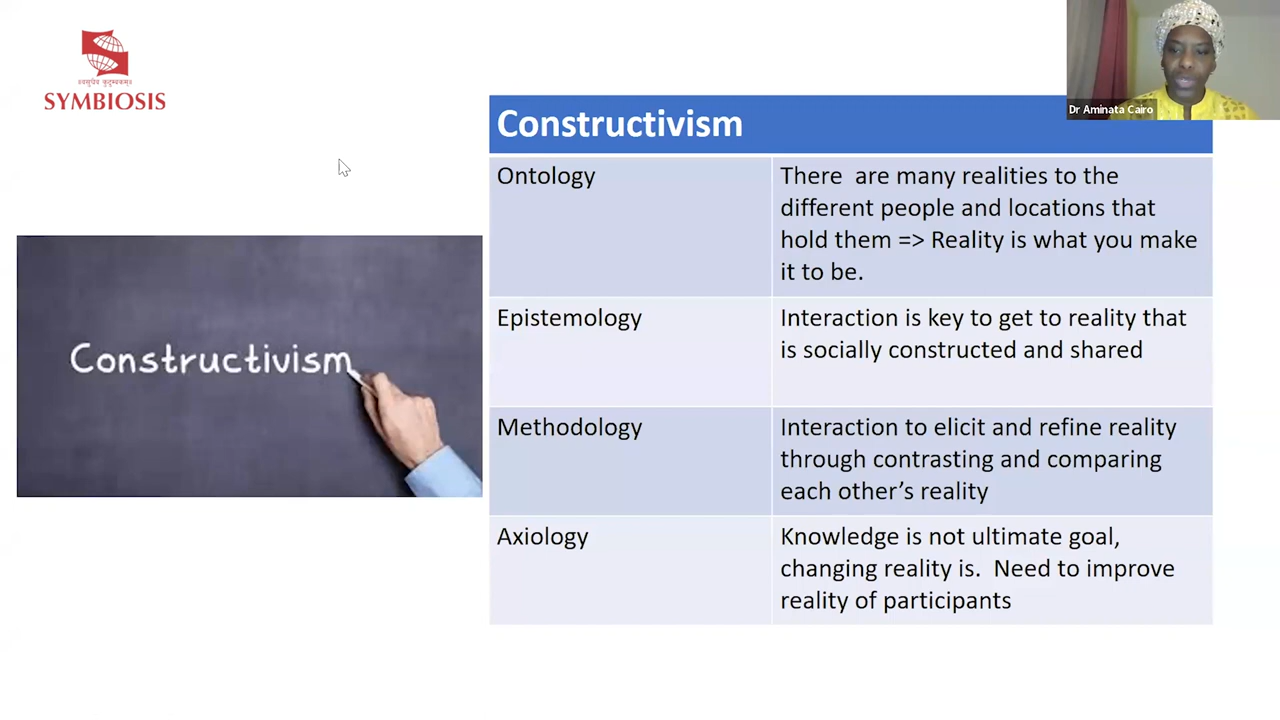 ॥वसुधैव कुटुम्बकम्॥
SYMBIOSIS
Dr Aminata Cairo
Constructivism
Constructivism
Ontology
There  are many realities to the
different people and locations that
hold them => Reality is what you make
it to be.
Epistemology
Interaction is key to get to reality that
is socially constructed and shared
Methodology
Interaction to elicit and refine reality
through contrasting and comparing
each other’s reality
Axiology
Knowledge is not ultimate goal,
changing reality is.  Need to improve
reality of participants